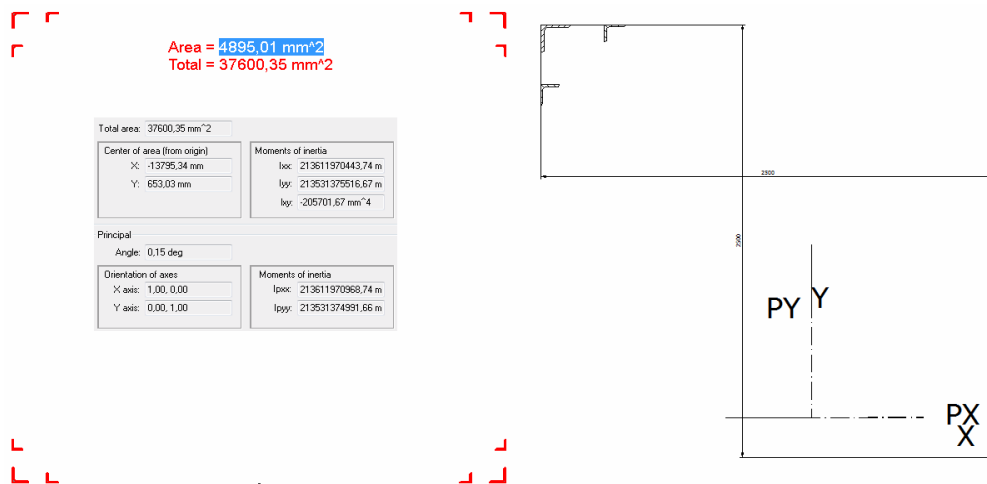 Area = 4895,01 mm^2
Total = 37600,35 mm^2
Total area: 37600,35 mm^2
Center of area (from origin)
X: -13795,34 mm
Y: 653,03 mm
Moments of inertia
Ixx: 213611970443,74 m
Iyy: 213531375516,67 m
Ixy: -205701,67 mm^4
Principal
Angle: 0,15 deg
Orientation of axes
X axis: 1,00, 0,00
Y axis: 0,00, 1,00
Moments of inertia
Ipxx: 213611970968,74 m
Ipyy: 213531374991,66 m
2500
PY Y
PX
X